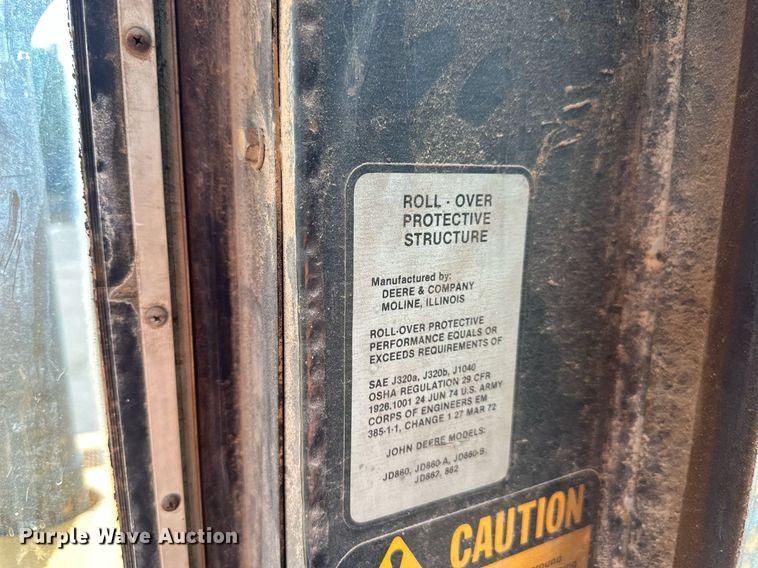 ROLL - OVER
PROTECTIVE
STRUCTURE
Manufactured by:
DEERE & COMPANY
MOLINE, ILLINOIS
ROLL-OVER PROTECTIVE
PERFORMANCE EQUALS OR
EXCEEDS REQUIREMENTS OF
SAE J320a, J320b, J1040
OSHA REGULATION 29 CFR
1926.1001 24 JUN 74 U.S. ARMY
CORPS OF ENGINEERS EM
385-1-1, CHANGE 1 27 MAR 72
JOHN DEERE MODELS:
JD860, JD860-A, JD860-B,
JD862, 862
CAUTION
Purple Wave Auction